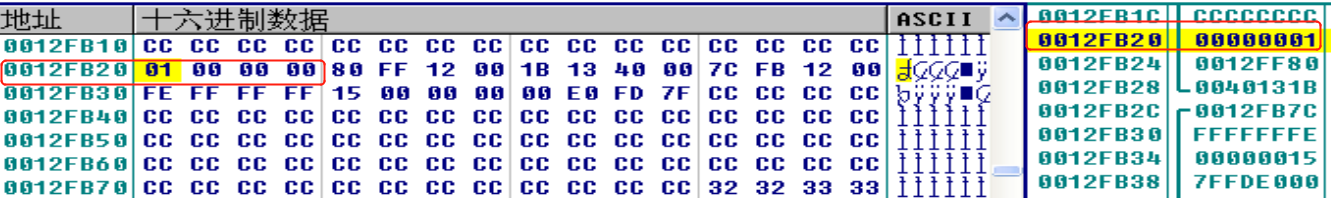 地址 十六进制数据 ASCII
0012FB10 CC CC CC CC CC CC CC CC CC CC CC CC CC CC CC CC ÌÌÌÌÌÌ
0012FB20 01 00 00 00 80 FF 12 00 1B 13 40 00 7C FB 12 00
0012FB30 FE FF FF FF 15 00 00 00 00 E0 FD 7F CC CC CC CC þÿÿÿ
0012FB40 CC CC CC CC CC CC CC CC CC CC CC CC CC CC CC CC ÌÌÌÌÌÌ
0012FB50 CC CC CC CC CC CC CC CC CC CC CC CC CC CC CC CC ÌÌÌÌÌÌ
0012FB60 CC CC CC CC CC CC CC CC CC CC CC CC CC CC CC CC ÌÌÌÌÌÌ
0012FB70 CC CC CC CC CC CC CC CC CC CC CC CC 32 32 33 33 ÌÌÌÌÌÌ
0012FB1C CCCCCCCC
0012FB20 00000001
0012FB24 0012FF80
0012FB28 0040131B
0012FB2C 0012FB7C
0012FB30 FFFFFFFE
0012FB34 00000015
0012FB38 7FFDE000